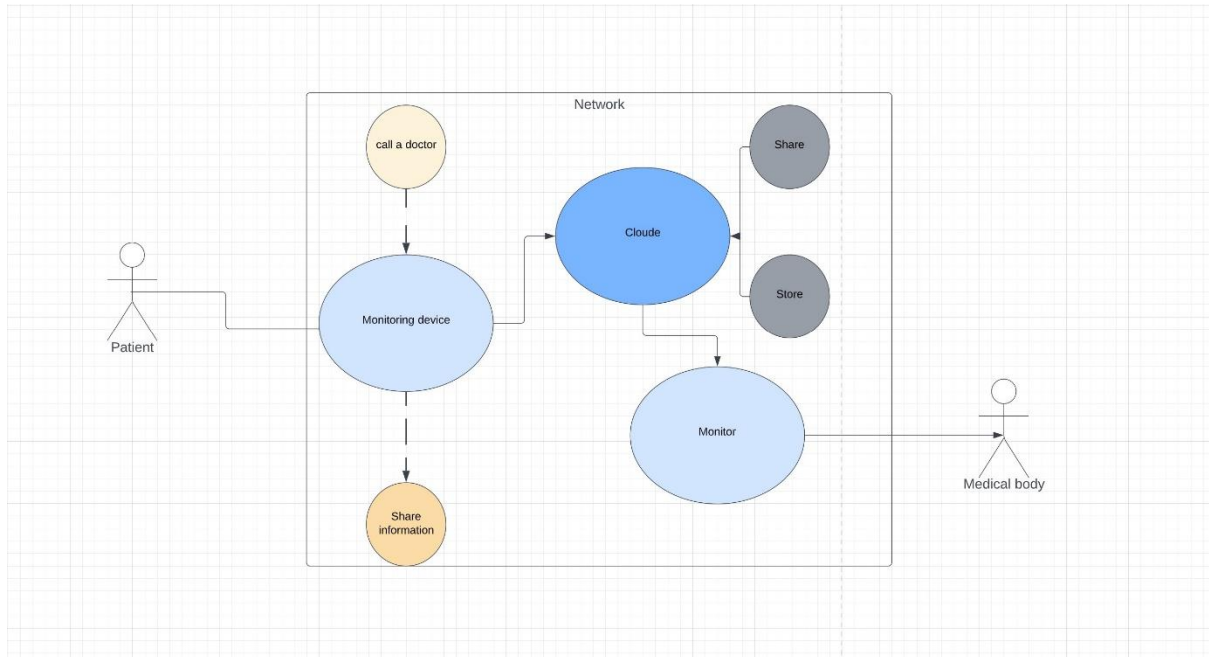 Network
call a doctor
Share
Cloude
Store
Monitoring device
Patient
Monitor
Medical body
Share
information